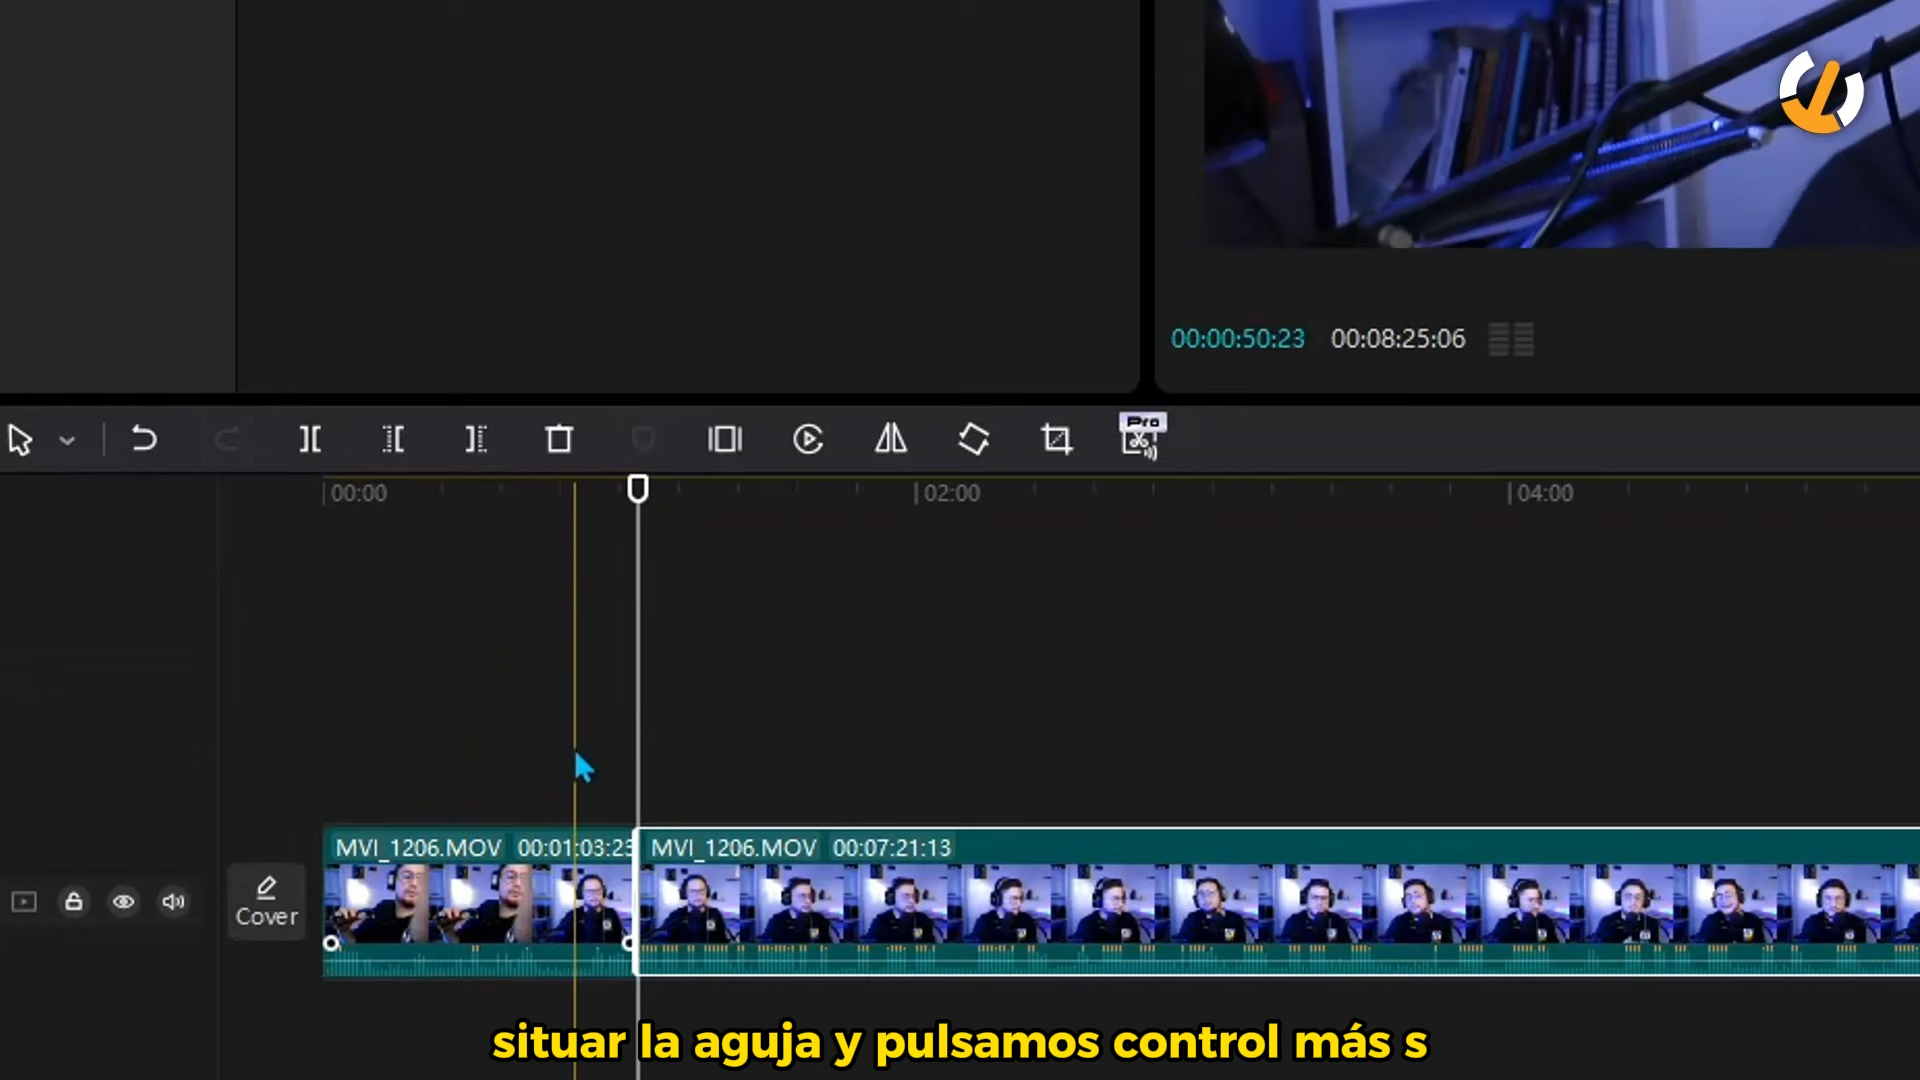 00:00:50:23 00:08:25:06
Pro
00:00 02:00 04:00
MVI_1206.MOV 00:01:03:23 MVI_1206.MOV 00:07:21:13
Cover
situar la aguja y pulsamos control más s